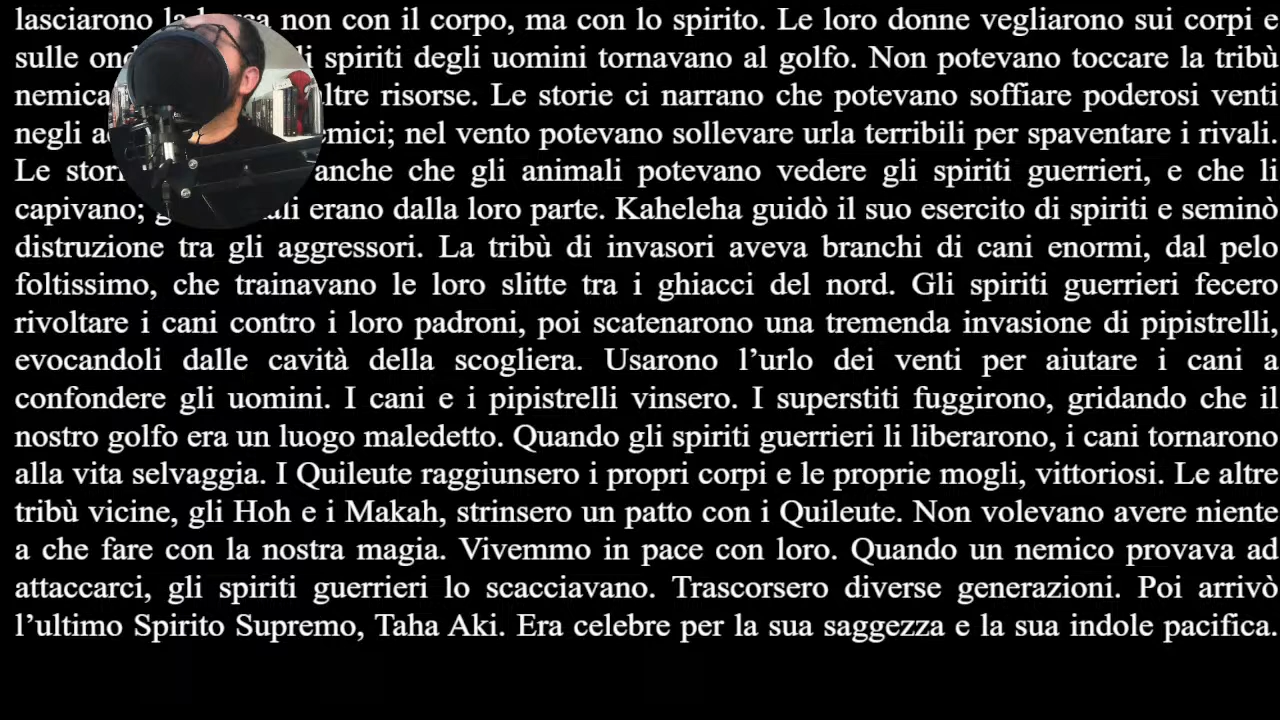 lasciarono non con il corpo, ma con lo spirito. Le loro donne vegliarono sui corpi e
sulle spiriti degli uomini tornavano al golfo. Non potevano toccare la tribù
nemica altre risorse. Le storie ci narrano che potevano soffiare poderosi venti
negli nel vento potevano sollevare urla terribili per spaventare i rivali.
Le anche che gli animali potevano vedere gli spiriti guerrieri, e che li
capivano; erano dalla loro parte. Kaheleha guidò il suo esercito di spiriti e seminò
distruzione tra gli aggressori. La tribù di invasori aveva branchi di cani enormi, dal pelo
foltissimo, che trainavano le loro slitte tra i ghiacci del nord. Gli spiriti guerrieri fecero
rivoltare i cani contro i loro padroni, poi scatenarono una tremenda invasione di pipistrelli,
evocandoli dalle cavità della scogliera. Usarono l’urlo dei venti per aiutare i cani a
confondere gli uomini. I cani e i pipistrelli vinsero. I superstiti fuggirono, gridando che il
nostro golfo era un luogo maledetto. Quando gli spiriti guerrieri li liberarono, i cani tornarono
alla vita selvaggia. I Quileute raggiunsero i propri corpi e le proprie mogli, vittoriosi. Le altre
tribù vicine, gli Hoh e i Makah, strinsero un patto con i Quileute. Non volevano avere niente
a che fare con la nostra magia. Vivemmo in pace con loro. Quando un nemico provava ad
attaccarci, gli spiriti guerrieri lo scacciavano. Trascorsero diverse generazioni. Poi arrivò
l’ultimo Spirito Supremo, Taha Aki. Era celebre per la sua saggezza e la sua indole pacifica.